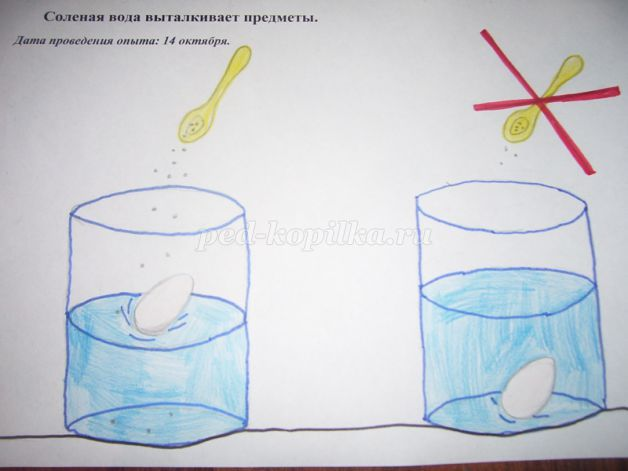 Соленая вода выталкивает предметы.
Дата проведения опыта: 14 октября.
ped-kopilka.ru